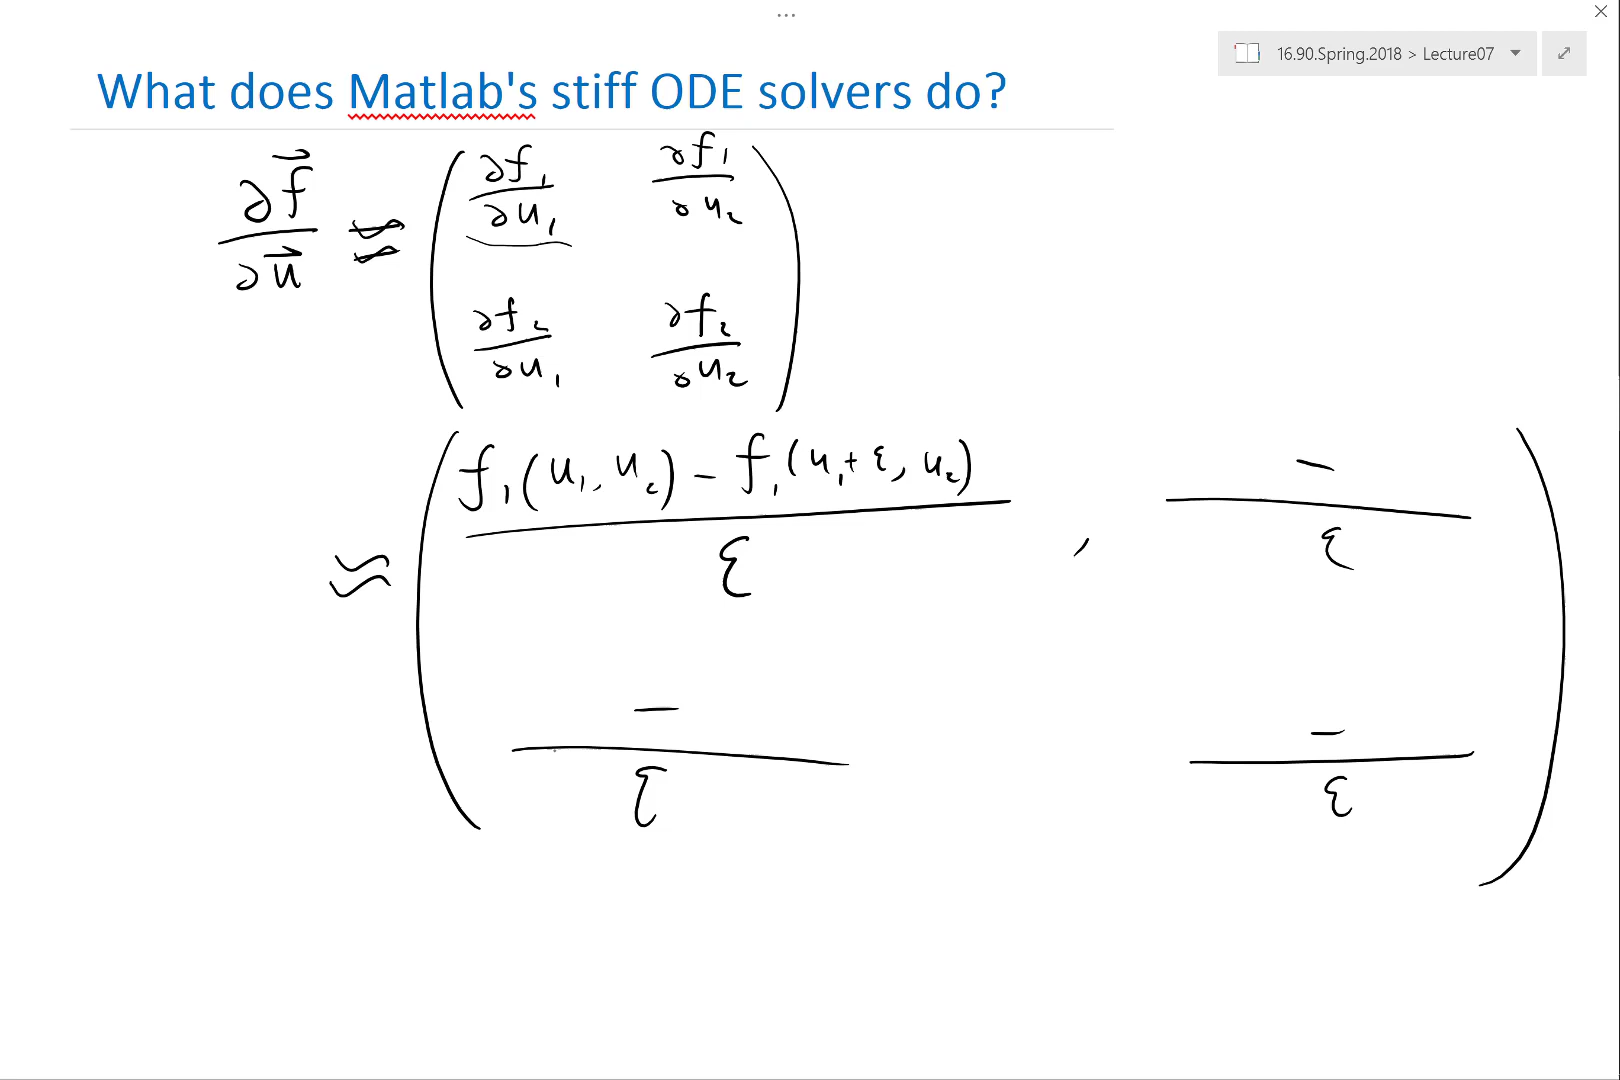 …
16.90.Spring.2018 > Lecture07
What does Matlab's stiff ODE solvers do?
∂f⃗/∂u⃗ ≈ ( ∂f₁/∂u₁ ∂f₁/∂u₂
∂f₂/∂u₁ ∂f₂/∂u₂ )
≈ ( (f₁(u₁, u₂) − f₁(u₁+ε, u₂))/ε , −/ε
−/ε −/ε )